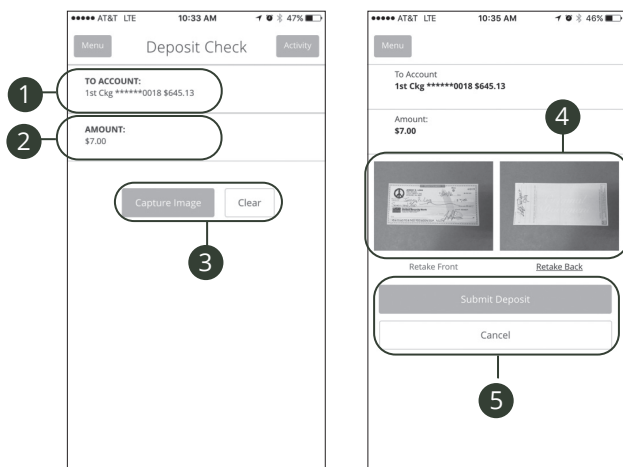 ●●●●● AT&T LTE 10:33 AM 47%
Menu Deposit Check Activity
TO ACCOUNT:
1st Ckg ******0018 $645.13
AMOUNT:
$7.00
Capture Image Clear
1
2
3
●●●●● AT&T LTE 10:35 AM 46%
Menu
To Account
1st Ckg ******0018 $645.13
Amount:
$7.00
4
Retake Front Retake Back
Submit Deposit
Cancel
5